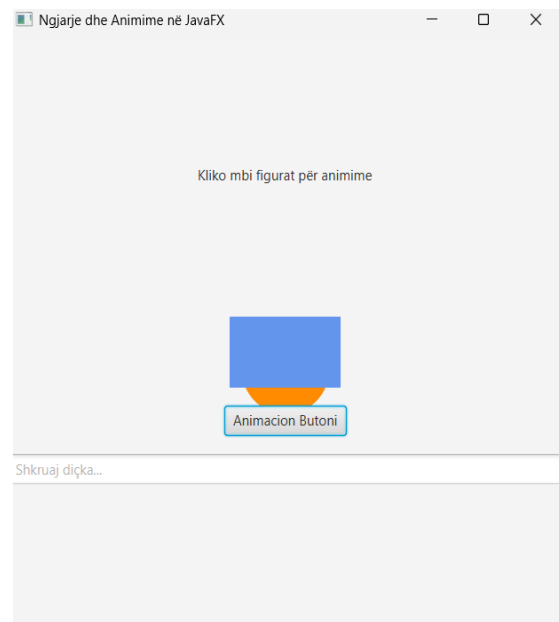 Ngjarje dhe Animime në JavaFX
Kliko mbi figurat për animime
Animacion Butoni
Shkruaj diçka...